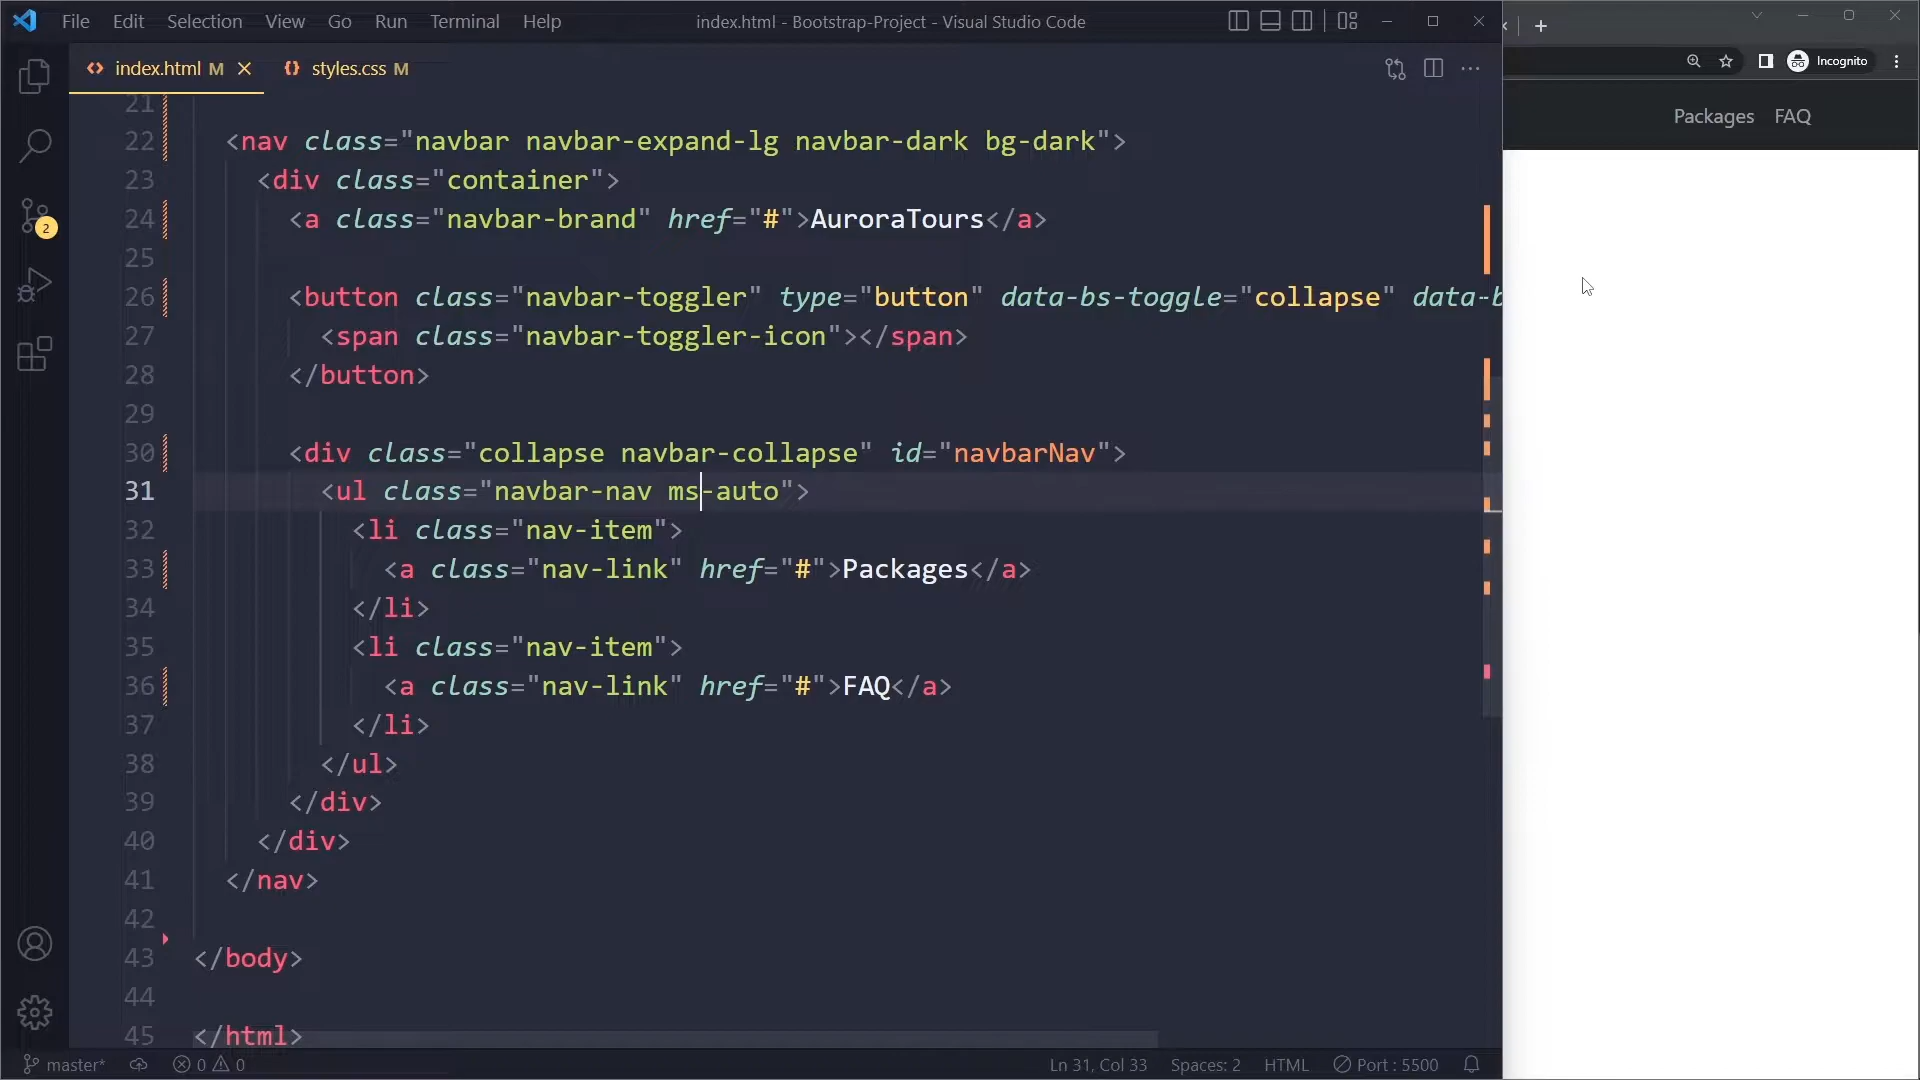 File Edit Selection View Go Run Terminal Help
index.html - Bootstrap-Project - Visual Studio Code
index.html M
styles.css M
Incognito
Packages FAQ
21
22 <nav class="navbar navbar-expand-lg navbar-dark bg-dark">
23 <div class="container">
24 <a class="navbar-brand" href="#">AuroraTours</a>
25
26 <button class="navbar-toggler" type="button" data-bs-toggle="collapse" data-b
27 <span class="navbar-toggler-icon"></span>
28 </button>
29
30 <div class="collapse navbar-collapse" id="navbarNav">
31 <ul class="navbar-nav ms-auto">
32 <li class="nav-item">
33 <a class="nav-link" href="#">Packages</a>
34 </li>
35 <li class="nav-item">
36 <a class="nav-link" href="#">FAQ</a>
37 </li>
38 </ul>
39 </div>
40 </div>
41 </nav>
42
43 </body>
44
45 </html>
2
master* 0 0 Ln 31, Col 33 Spaces: 2 HTML Port : 5500